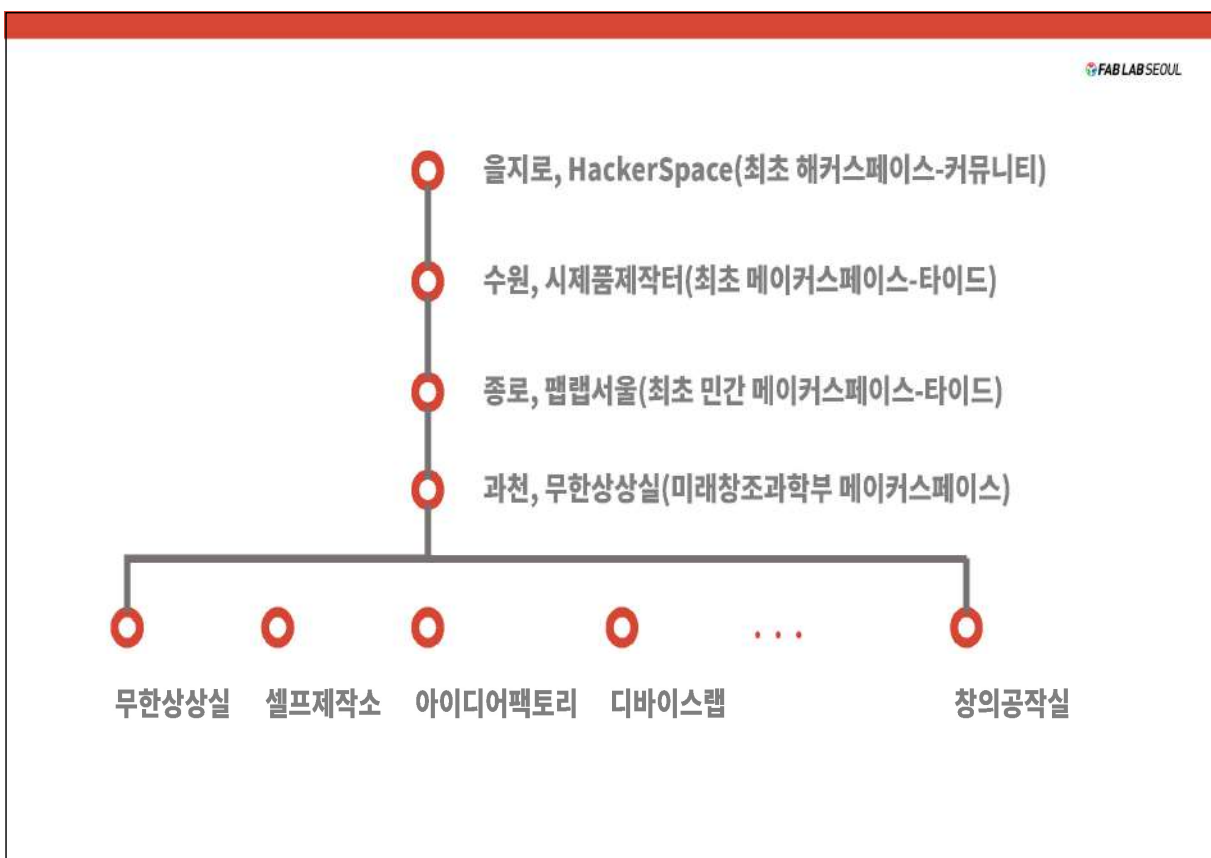 FAB LAB SEOUL
을지로, HackerSpace(최초 해커스페이스-커뮤니티)
수원, 시제품제작터(최초 메이커스페이스-타이드)
종로, 팹랩서울(최초 민간 메이커스페이스-타이드)
과천, 무한상상실(미래창조과학부 메이커스페이스)
...
무한상상실 셀프제작소 아이디어팩토리 디바이스랩 창의공작실